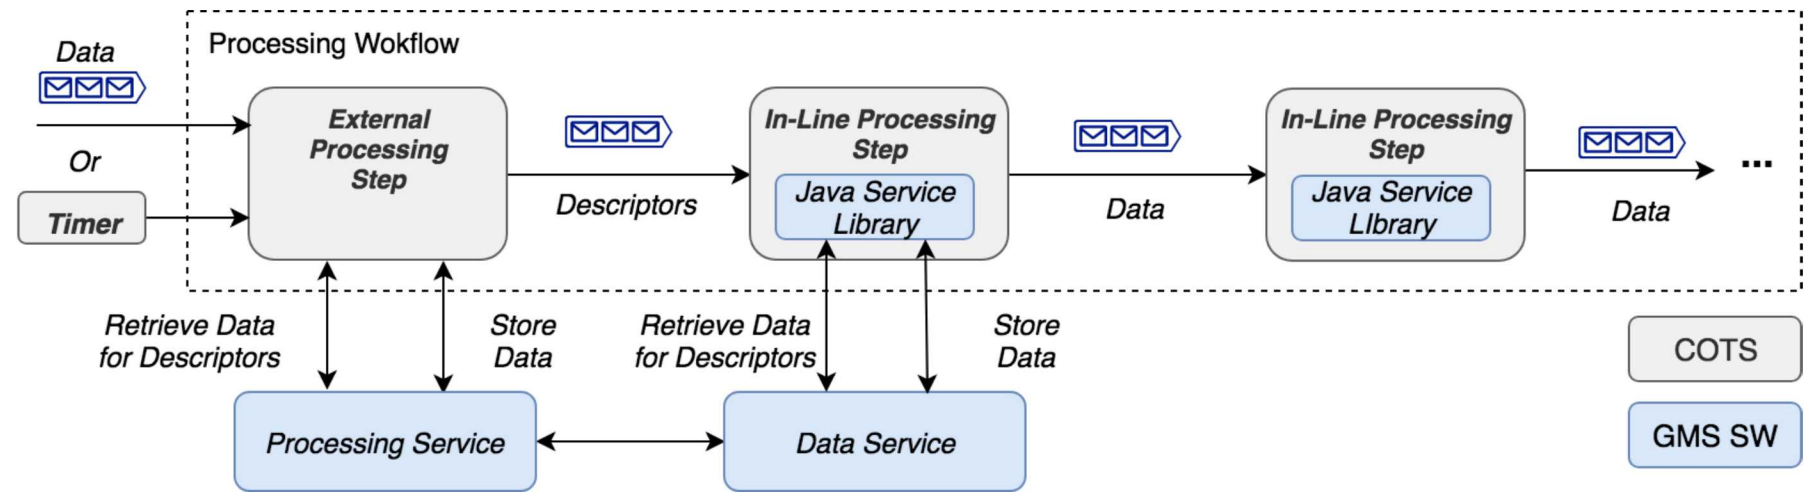 Processing Wokflow
Data
Or
Timer
External
Processing
Step
Descriptors
In-Line Processing
Step
Java Service
Library
Data
In-Line Processing
Step
Java Service
LIbrary
Data
...
Retrieve Data
for Descriptors
Store
Data
Retrieve Data
for Descriptors
Store
Data
Processing Service
Data Service
COTS
GMS SW